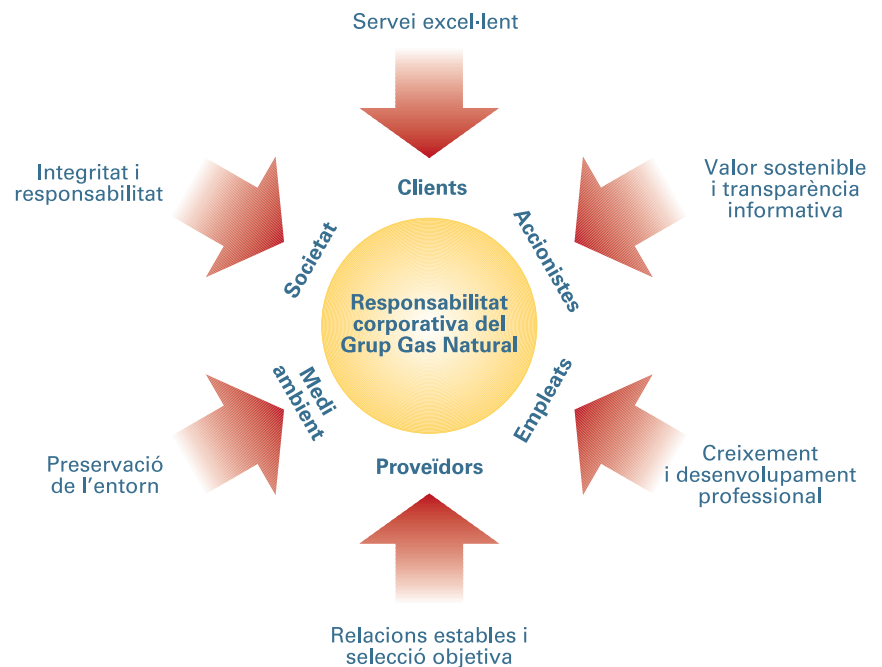 Servei excel·lent
Integritat i
responsabilitat
Valor sostenible
i transparència
informativa
Clients
Societat
Accionistes
Responsabilitat
corporativa del
Grup Gas Natural
Medi
ambient
Empleats
Proveïdors
Preservació
de l'entorn
Creixement
i desenvolupament
professional
Relacions estables i
selecció objetiva